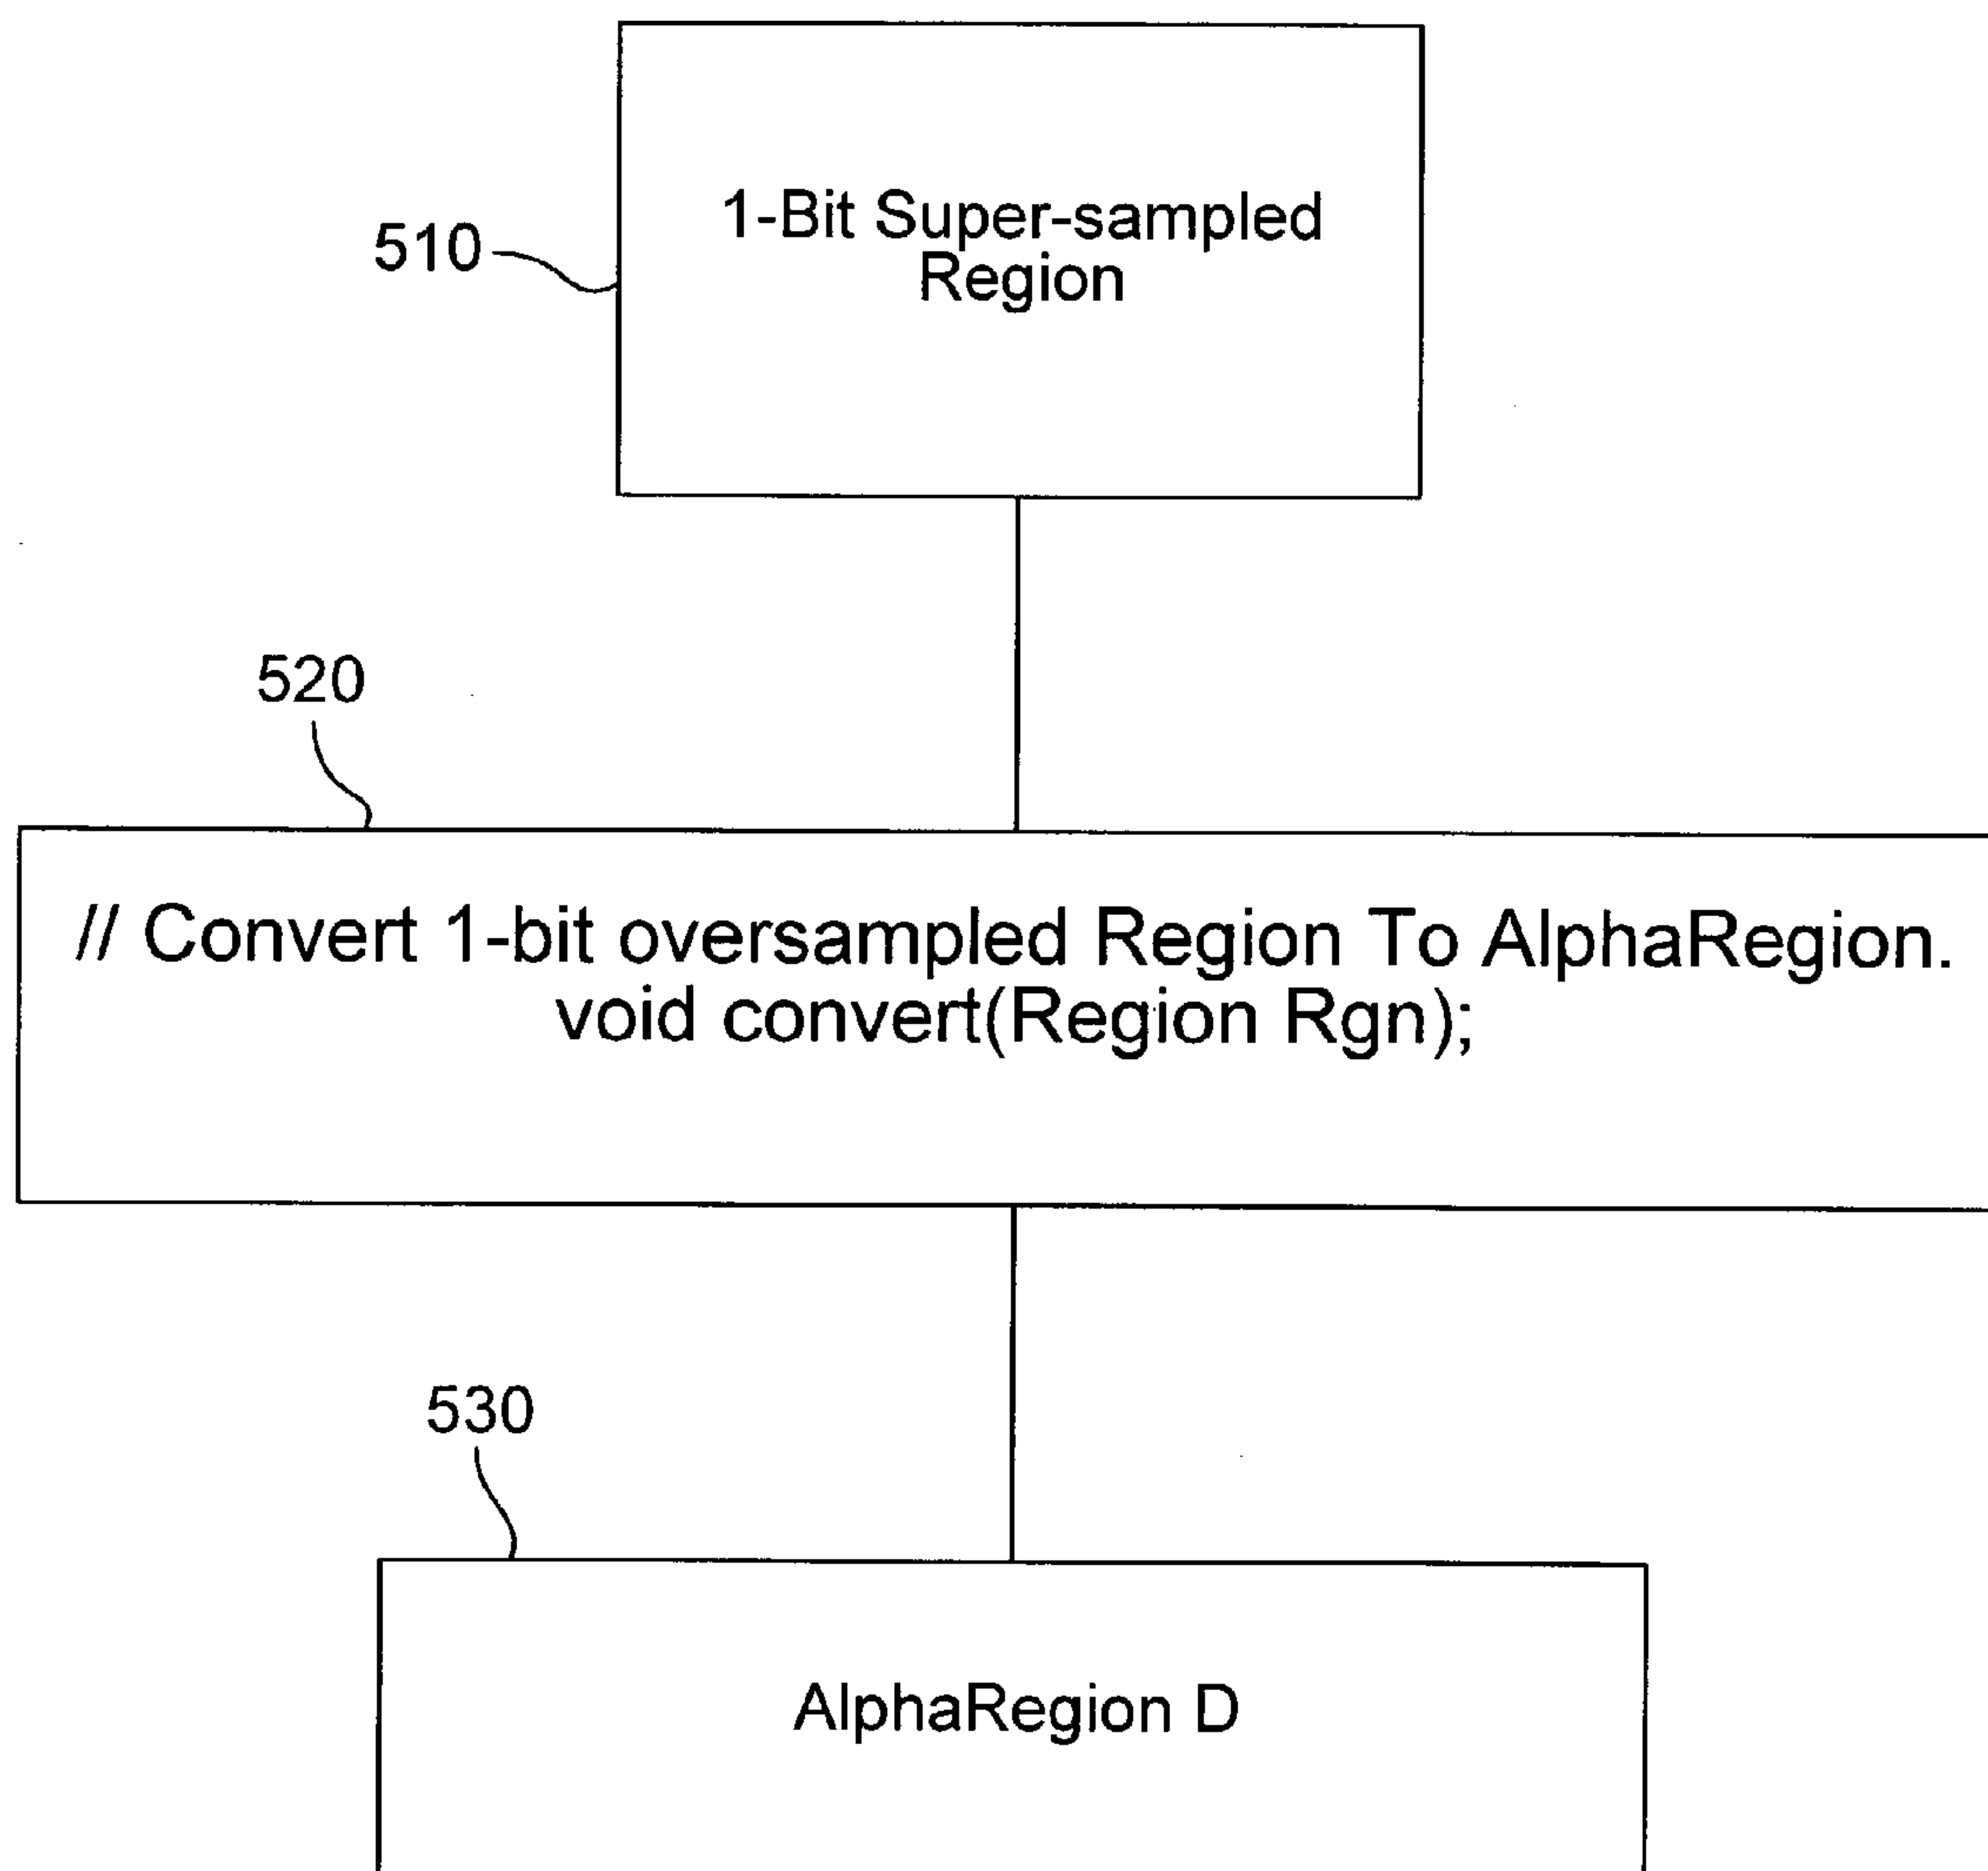 1-Bit Super-sampled
Region
510
520
// Convert 1-bit oversampled Region To AlphaRegion.
void convert(Region Rgn);
530
AlphaRegion D